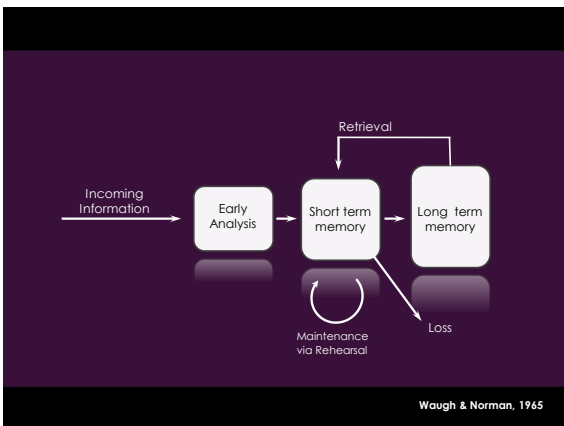 Retrieval
Incoming
Information
Early
Analysis
Short term
memory
Long term
memory
Loss
Maintenance
via Rehearsal
Waugh & Norman, 1965